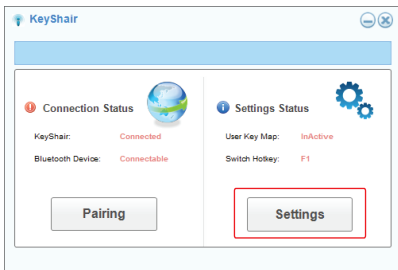 KeyShair
Connection Status
KeyShair: Connected
Bluetooth Device: Connectable
Pairing
Settings Status
User Key Map: InActive
Switch Hotkey: F1
Settings